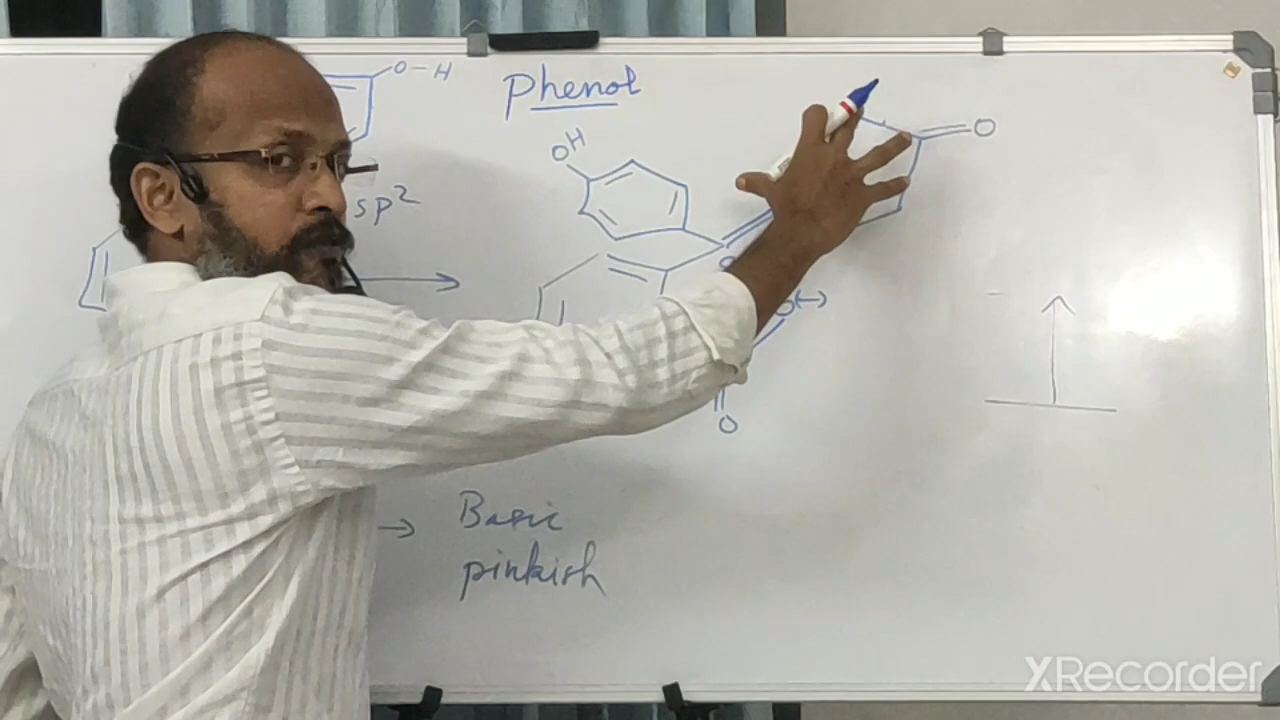 O-H
Phenol
OH
O
sp²
O
O
Basic
pinkish
XRecorder